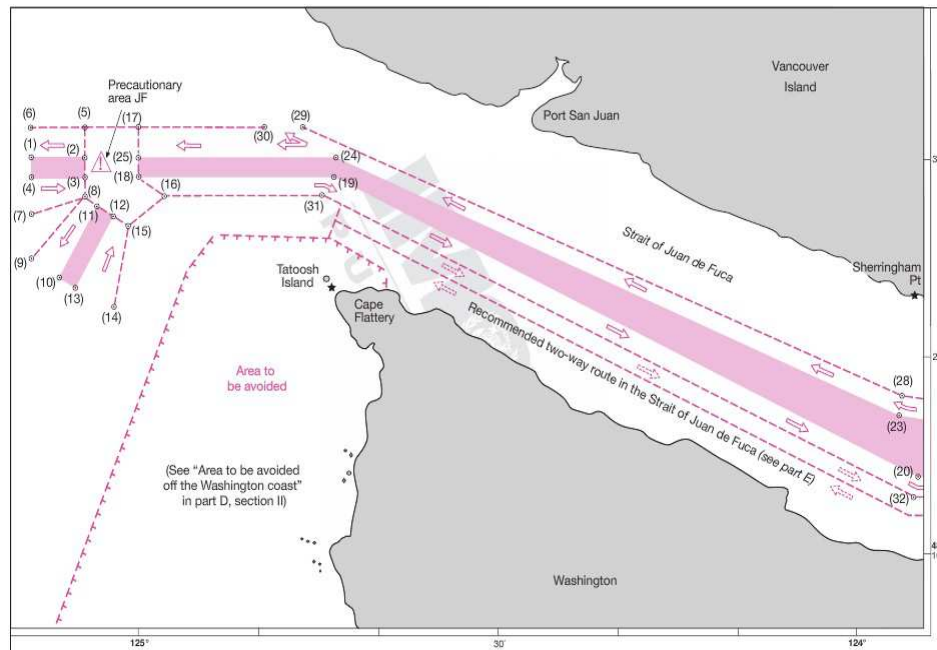 Precautionary
area JF
Vancouver
Island
Port San Juan
(6)
(5)
(17)
(30)
(29)
(1)
(2)
(25)
(24)
(4)
(3)
(18)
(19)
(7)
(8)
(16)
(31)
(11)
(12)
(15)
(9)
(10)
(13)
(14)
Strait of Juan de Fuca
Sherringham
Pt
Tatoosh
Island
Cape
Flattery
Recommended two-way route in the Strait of Juan de Fuca (see part E)
Area to
be avoided
(28)
(23)
(20)
(32)
(See "Area to be avoided
off the Washington coast"
in part D, section II)
Washington
125°
30'
124°